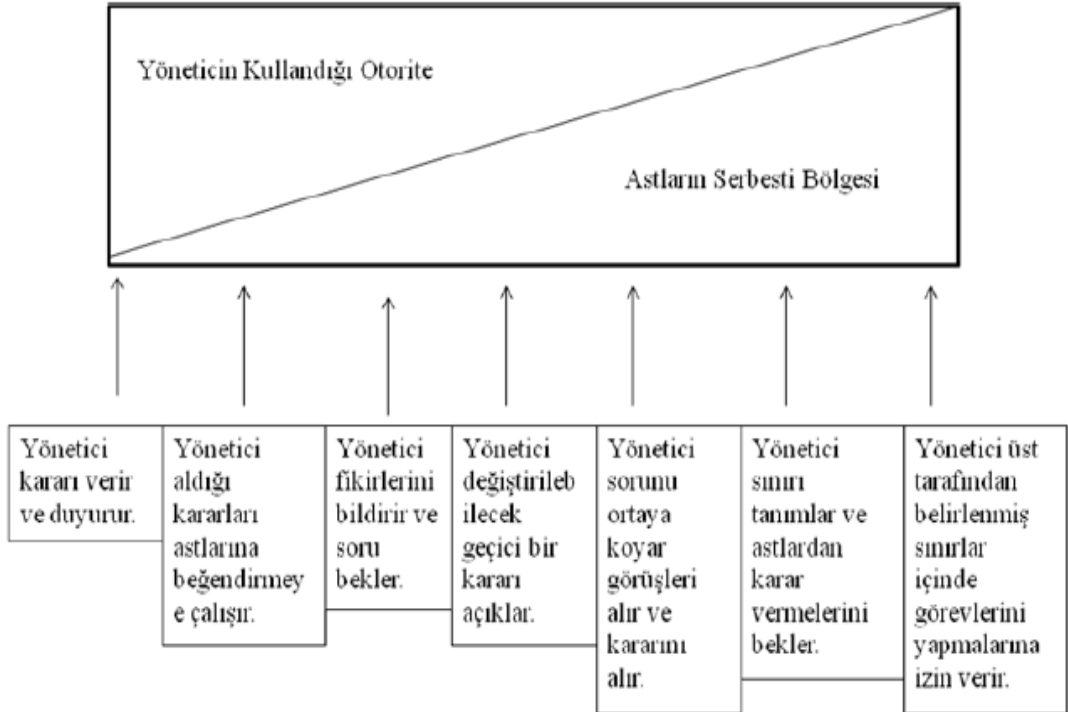 Yöneticin Kullandığı Otorite
Astların Serbesti Bölgesi
Yönetici
kararı verir
ve duyurur.
Yönetici
aldığı
kararları
astlarına
beğendirmey
e çalışır.
Yönetici
fikirlerini
bildirir ve
soru
bekler.
Yönetici
değiştirileb
ilecek
geçici bir
kararı
açıklar.
Yönetici
sorunu
ortaya
koyar
görüşleri
alır ve
kararını
alır.
Yönetici
sınırı
tanımlar ve
astlardan
karar
vermelerini
bekler.
Yönetici üst
tarafından
belirlenmiş
sınırlar
içinde
görevlerini
yapmalarına
izin verir.